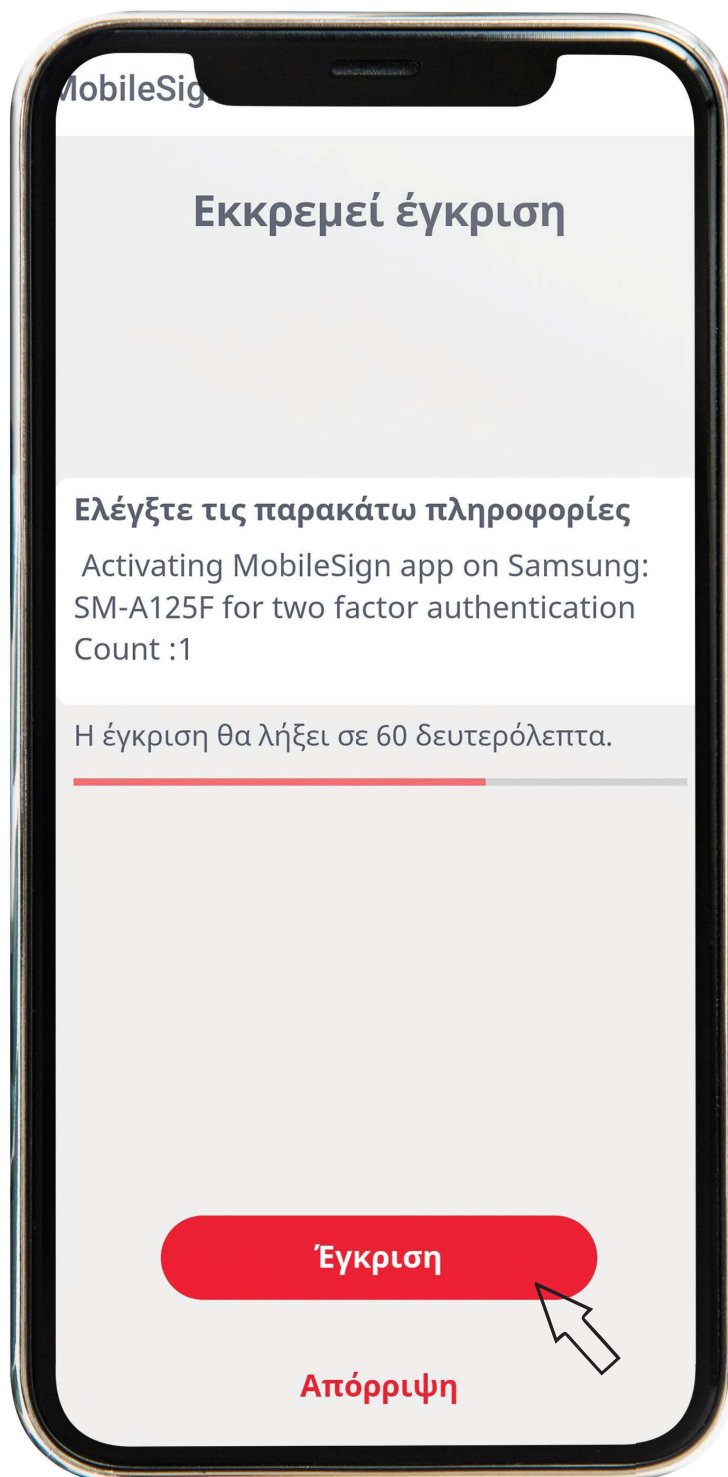 Εκκρεμεί έγκριση
Ελέγξτε τις παρακάτω πληροφορίες
Activating MobileSign app on Samsung:
SM-A125F for two factor authentication
Count :1
Η έγκριση θα λήξει σε 60 δευτερόλεπτα.
Έγκριση
Απόρριψη